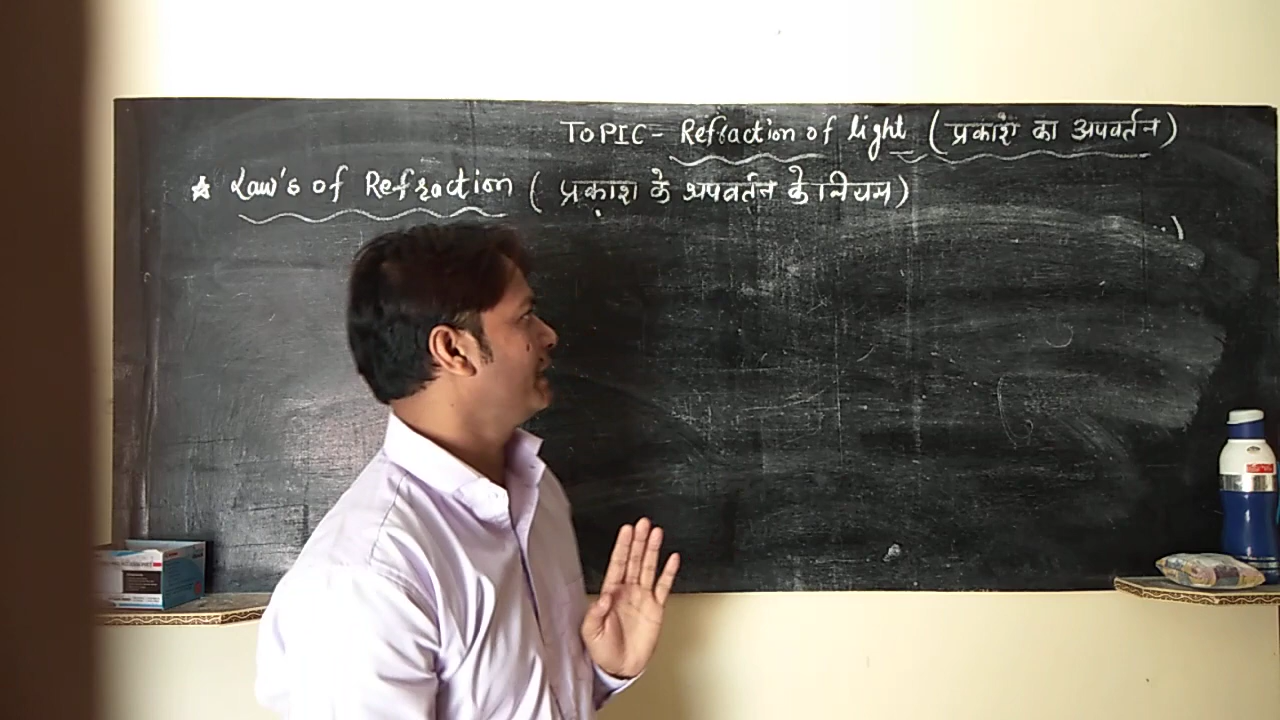 TOPIC- Refraction of light (प्रकाश का अपवर्तन)
☆ Law's of Refraction ( प्रकाश के अपवर्तन के नियम)